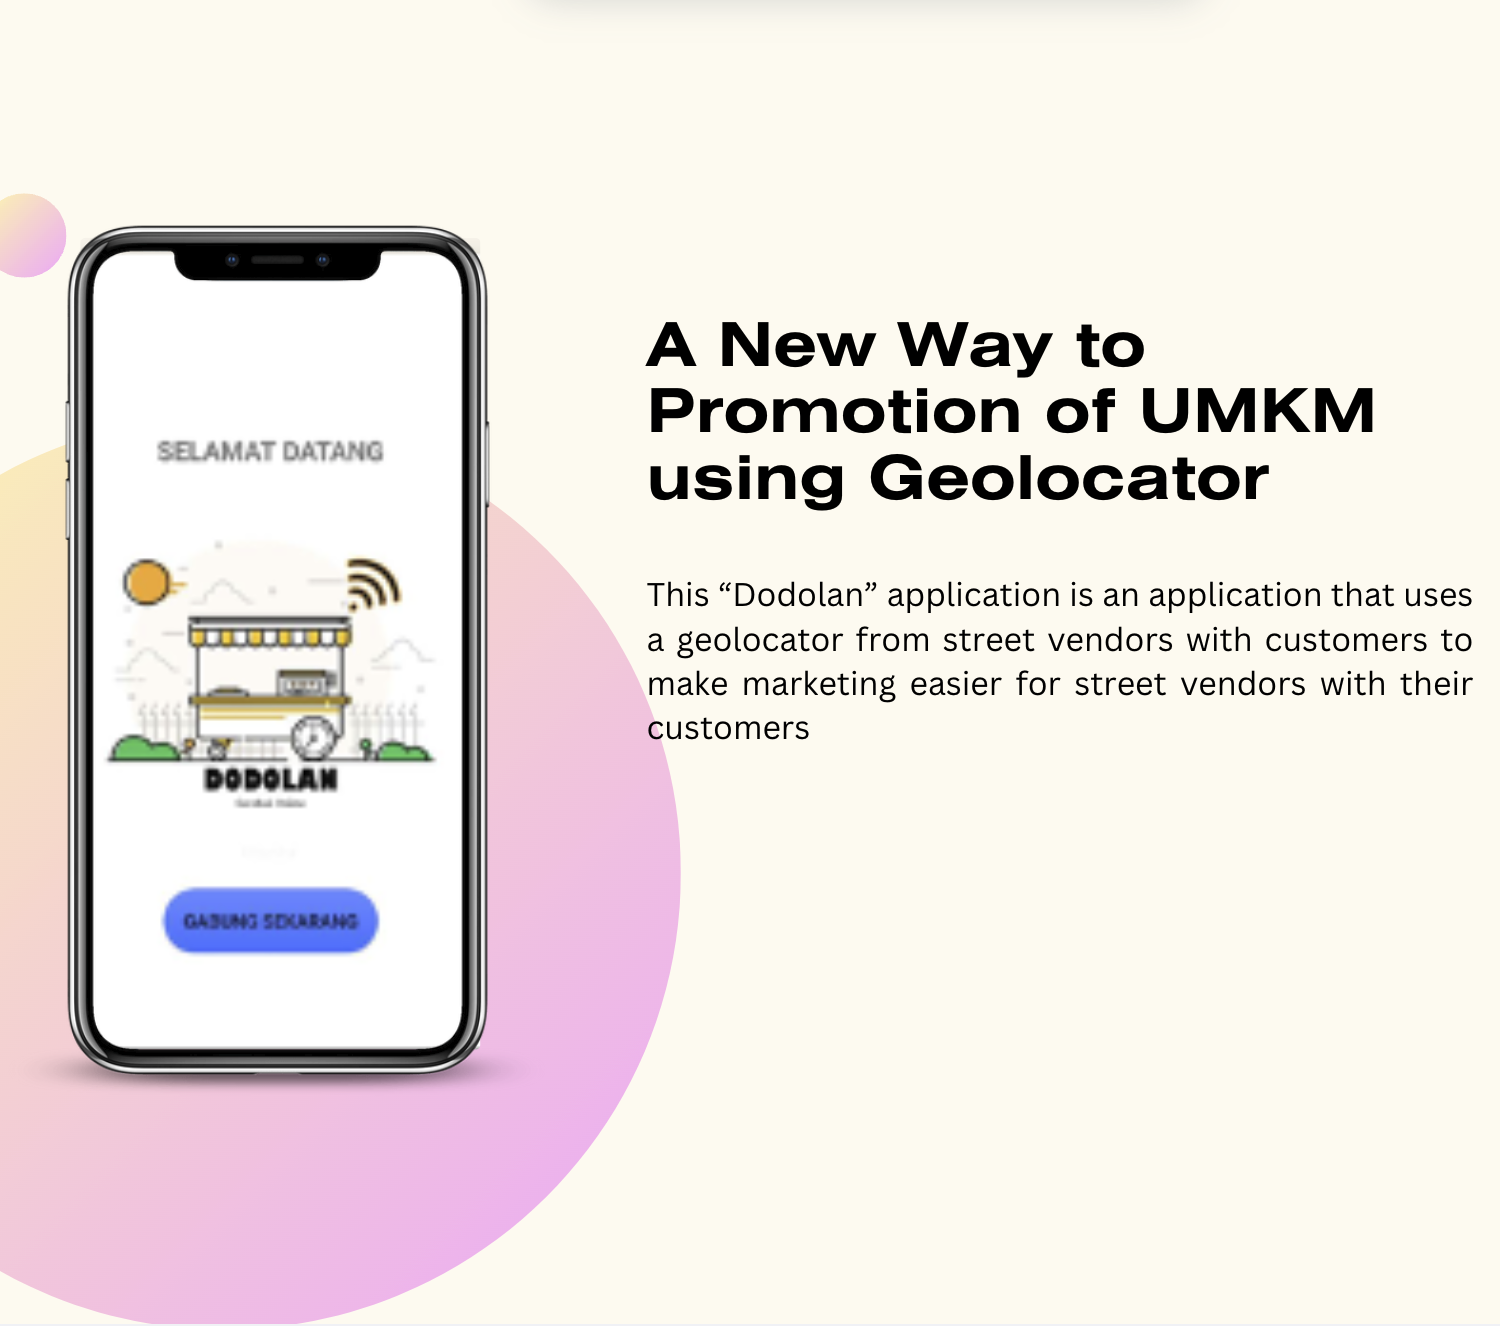 SELAMAT DATANG
DODOLAN
GABUNG SEKARANG
A New Way to
Promotion of UMKM
using Geolocator
This “Dodolan” application is an application that uses
a geolocator from street vendors with customers to
make marketing easier for street vendors with their
customers